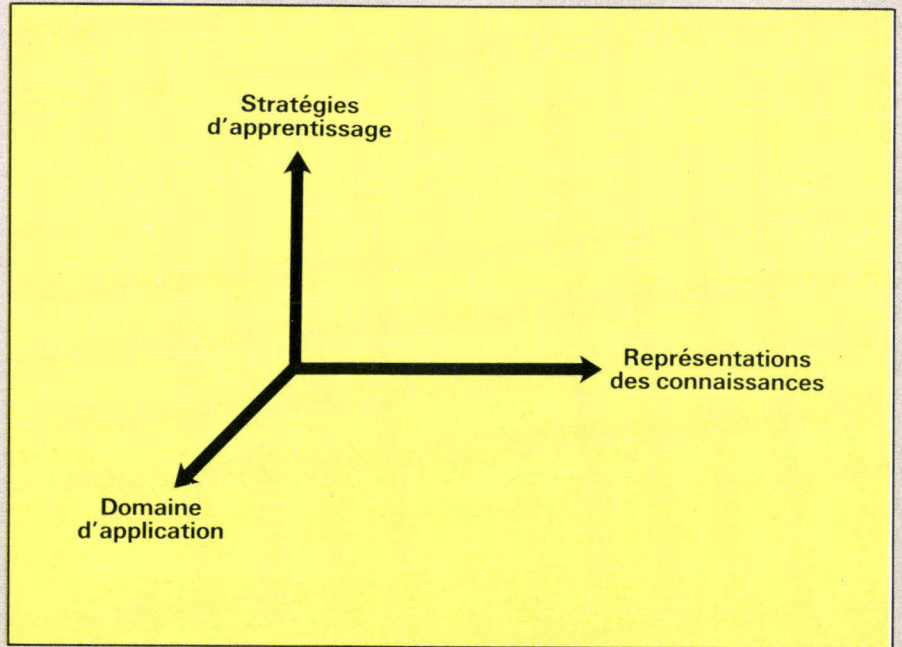 Stratégies
d'apprentissage
Représentations
des connaissances
Domaine
d'application